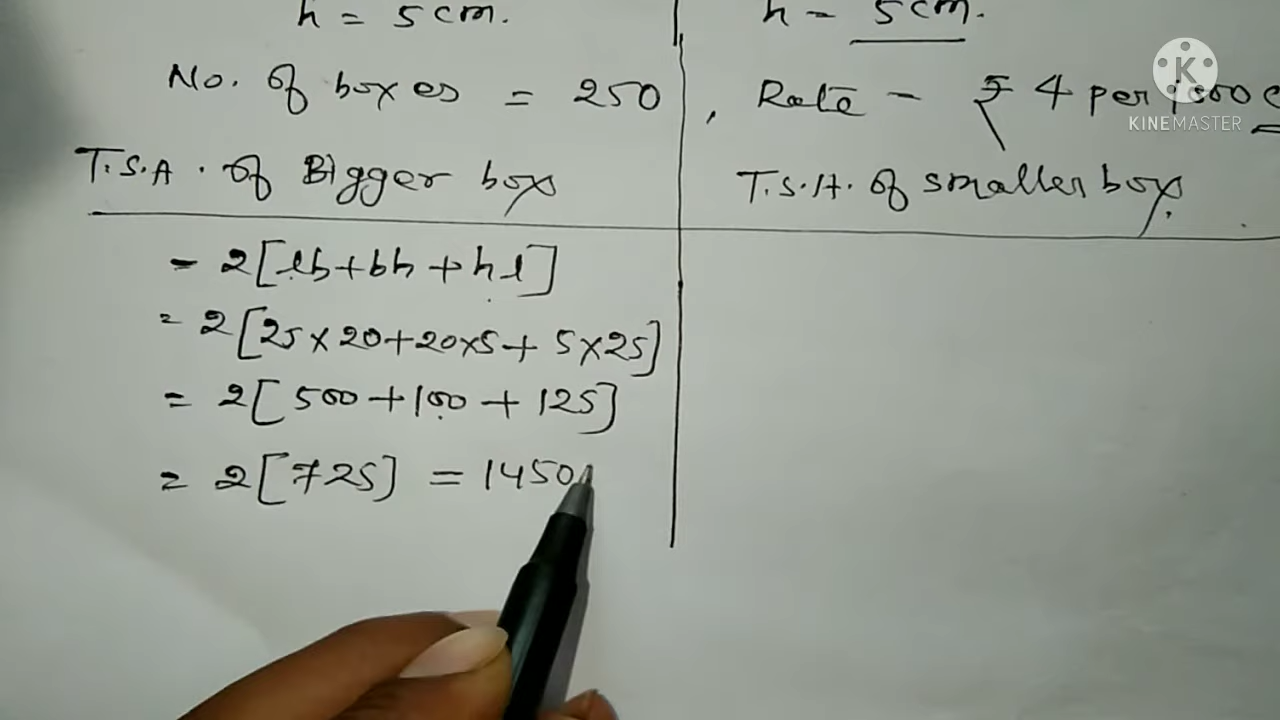 h = 5cm.
h - 5cm.
No. of boxes = 250, Rate - ₹ 4 per 1000 c
T.S.A. of Bigger box
T.S.A. of smaller box.
- 2[lb+bh+hl]
= 2[25×20+20×5+5×25]
= 2[500+100+125]
= 2[725] = 1450
KINEMASTER